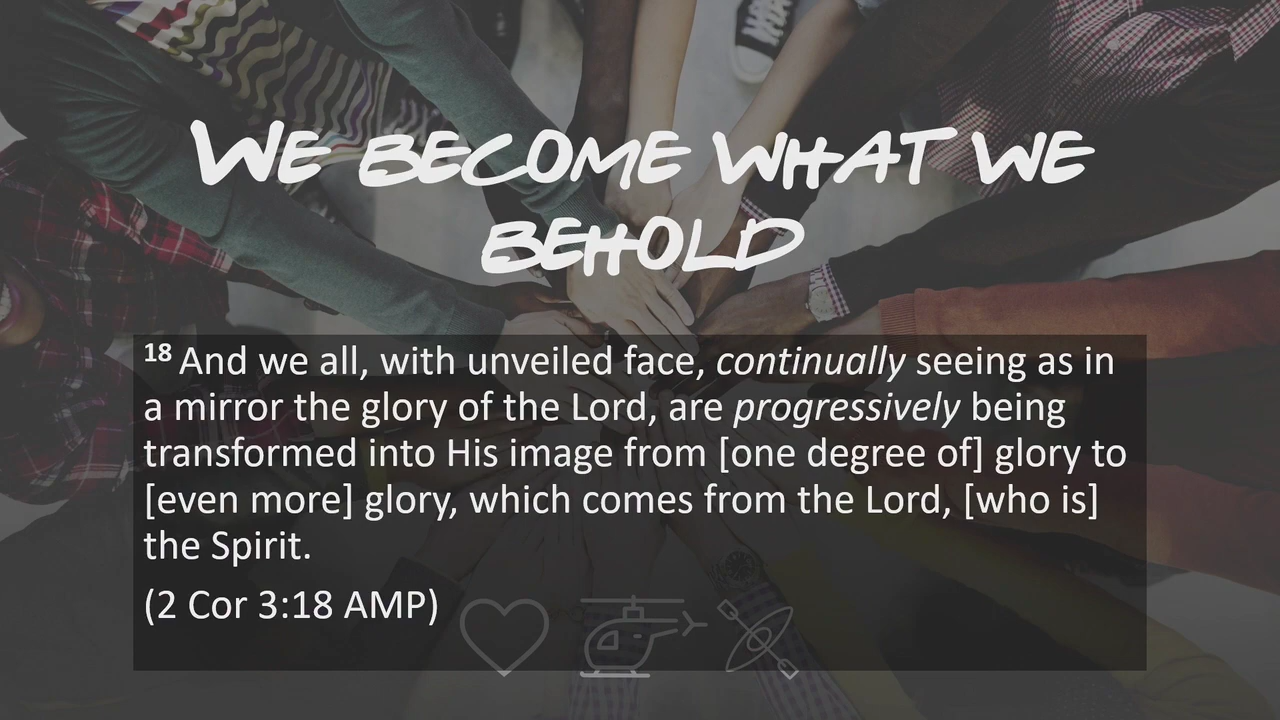 WE BECOME WHAT WE
BEHOLD
18 And we all, with unveiled face, continually seeing as in
a mirror the glory of the Lord, are progressively being
transformed into His image from [one degree of] glory to
[even more] glory, which comes from the Lord, [who is]
the Spirit.
(2 Cor 3:18 AMP)